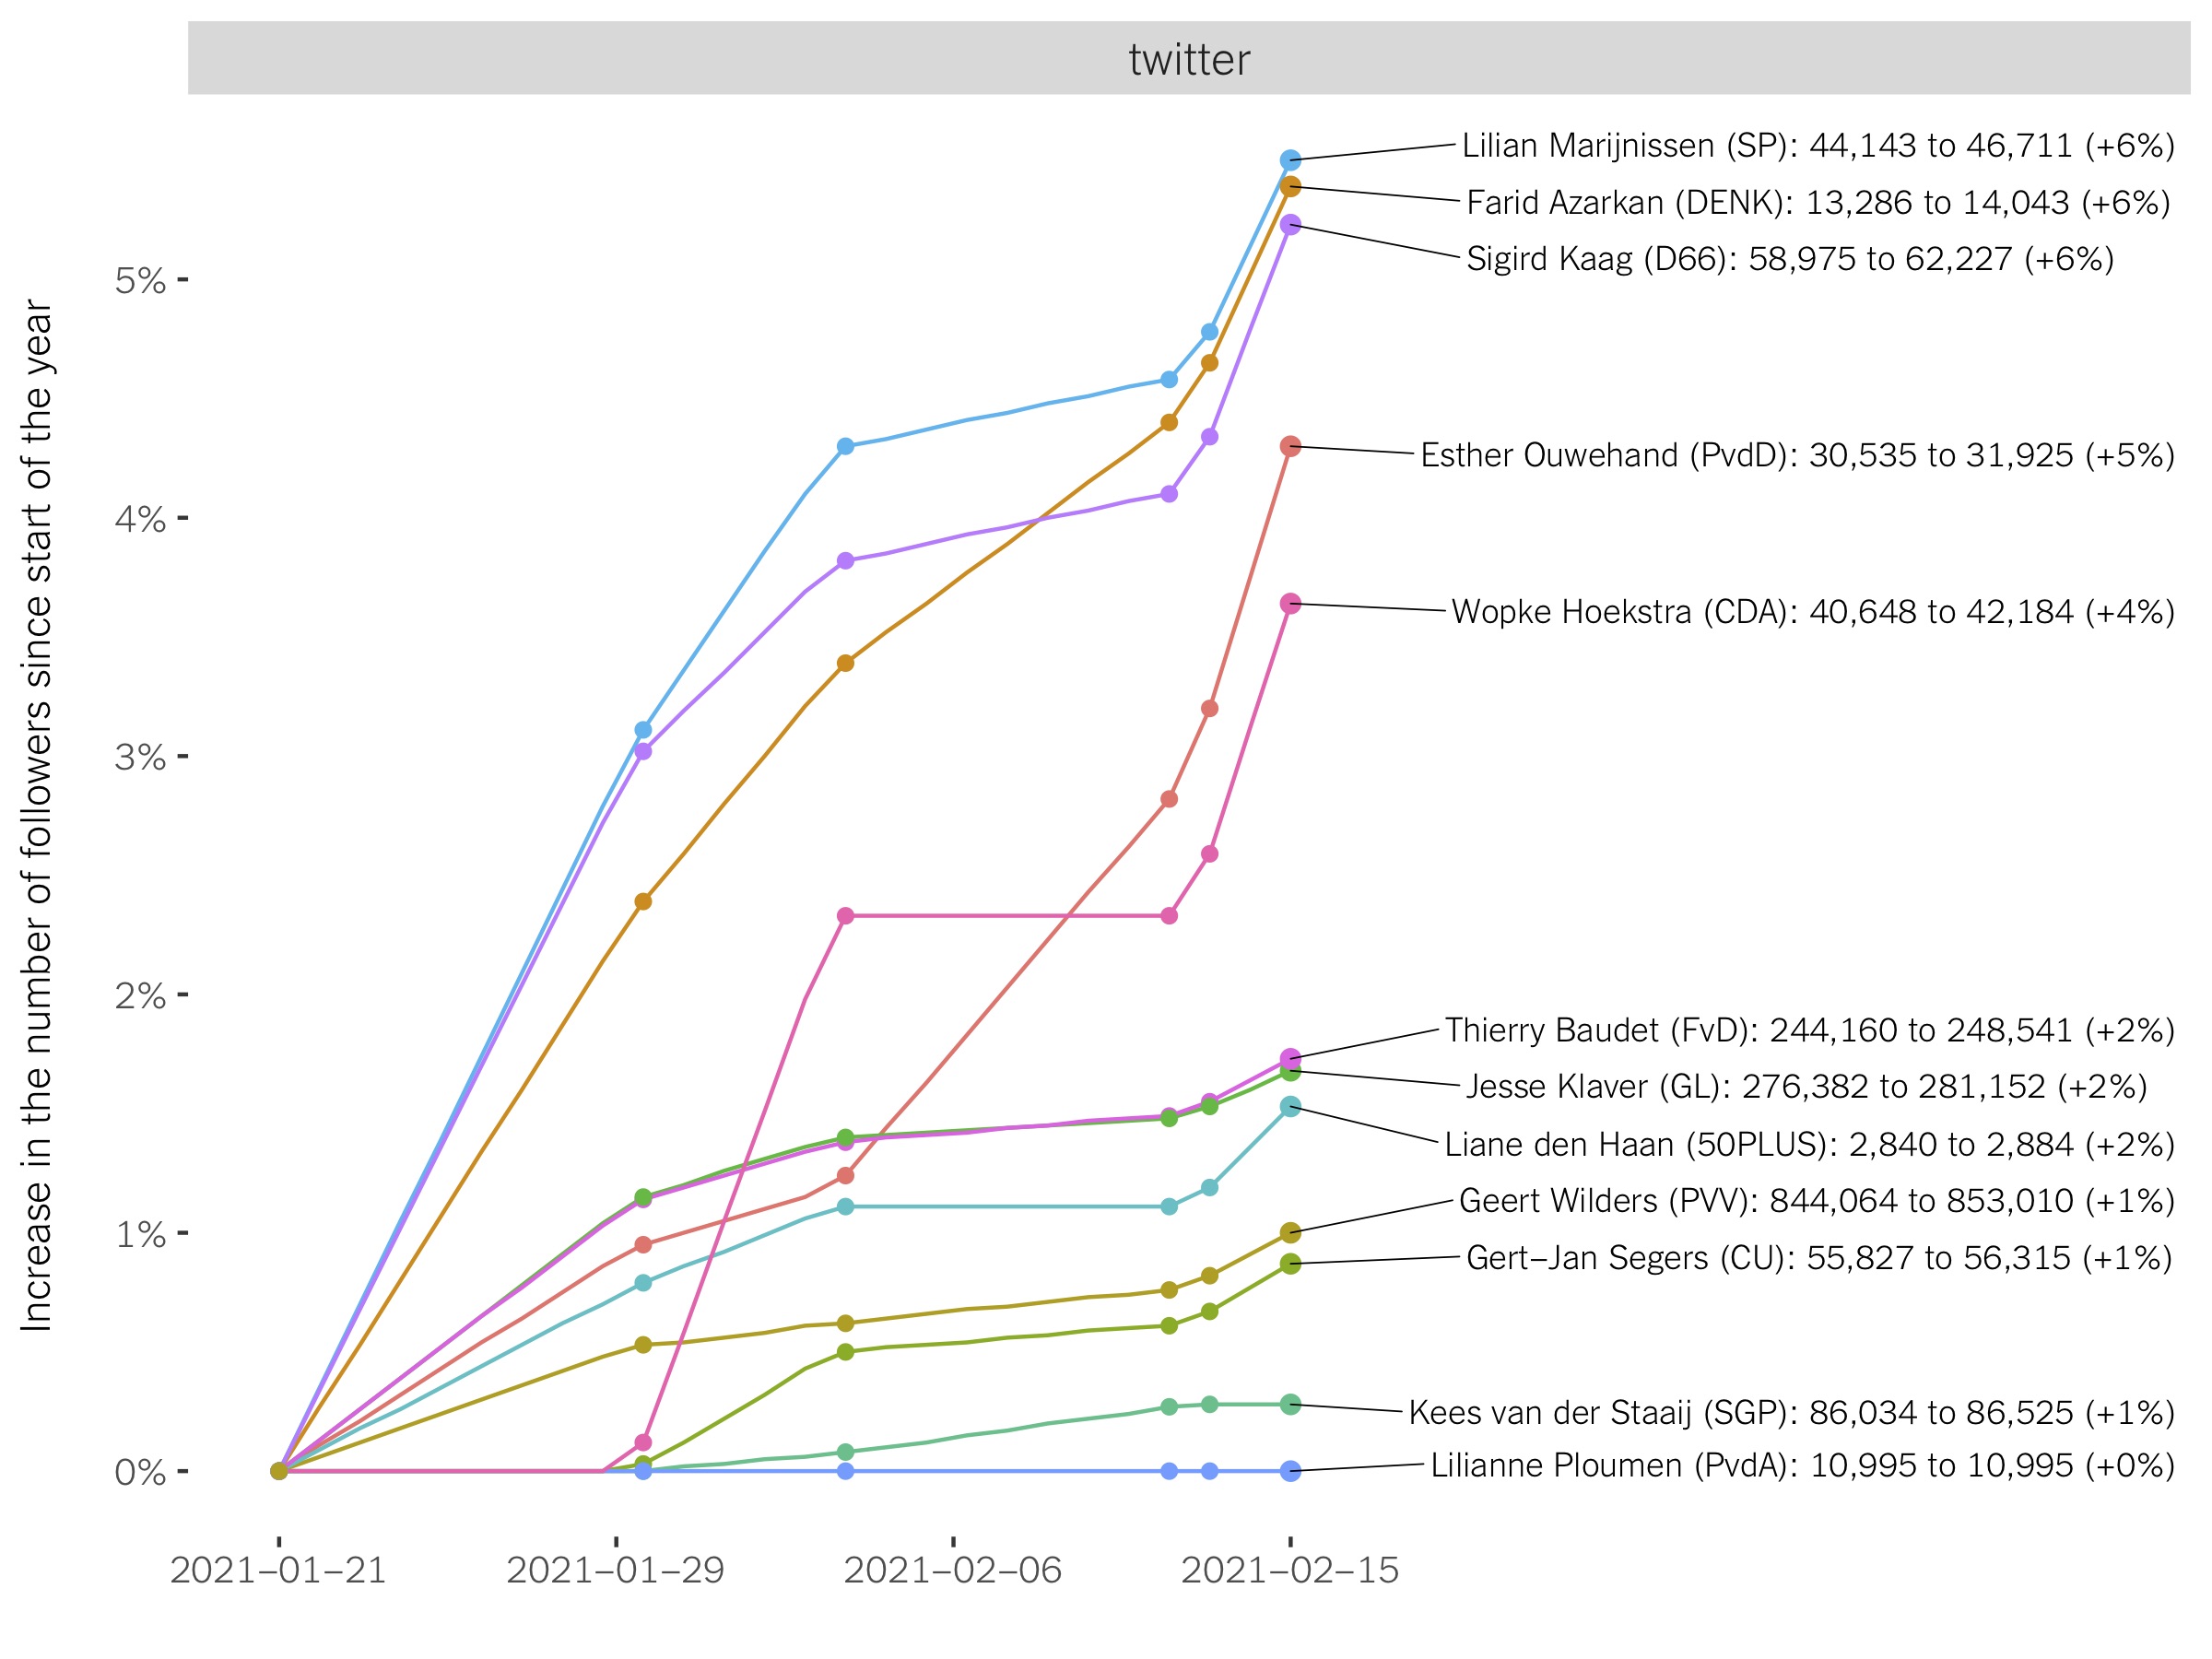 twitter
Increase in the number of followers since start of the year
5%
4%
3%
2%
1%
0%
2021–01–21
2021–01–29
2021–02–06
2021–02–15
Lilian Marijnissen (SP): 44,143 to 46,711 (+6%)
Farid Azarkan (DENK): 13,286 to 14,043 (+6%)
Sigird Kaag (D66): 58,975 to 62,227 (+6%)
Esther Ouwehand (PvdD): 30,535 to 31,925 (+5%)
Wopke Hoekstra (CDA): 40,648 to 42,184 (+4%)
Thierry Baudet (FvD): 244,160 to 248,541 (+2%)
Jesse Klaver (GL): 276,382 to 281,152 (+2%)
Liane den Haan (50PLUS): 2,840 to 2,884 (+2%)
Geert Wilders (PVV): 844,064 to 853,010 (+1%)
Gert–Jan Segers (CU): 55,827 to 56,315 (+1%)
Kees van der Staaij (SGP): 86,034 to 86,525 (+1%)
Lilianne Ploumen (PvdA): 10,995 to 10,995 (+0%)